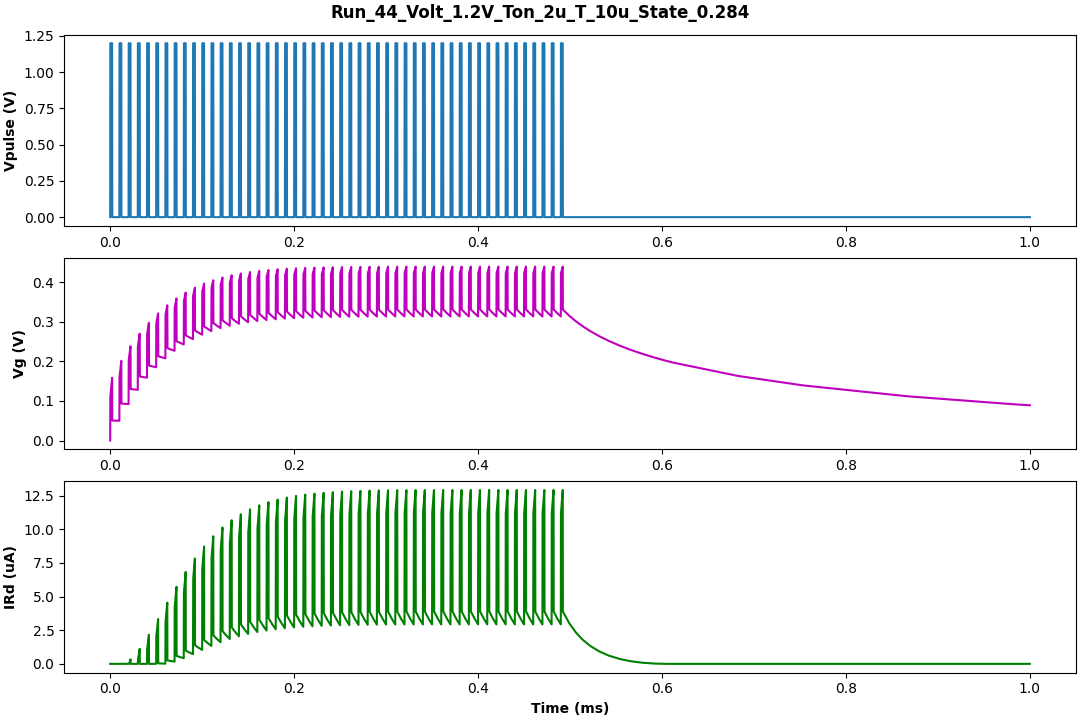 Run_44_Volt_1.2V_Ton_2u_T_10u_State_0.284
Vpulse (V)
1.25
1.00
0.75
0.50
0.25
0.00
0.0 0.2 0.4 0.6 0.8 1.0
Vg (V)
0.4
0.3
0.2
0.1
0.0
0.0 0.2 0.4 0.6 0.8 1.0
IRd (uA)
12.5
10.0
7.5
5.0
2.5
0.0
0.0 0.2 0.4 0.6 0.8 1.0
Time (ms)